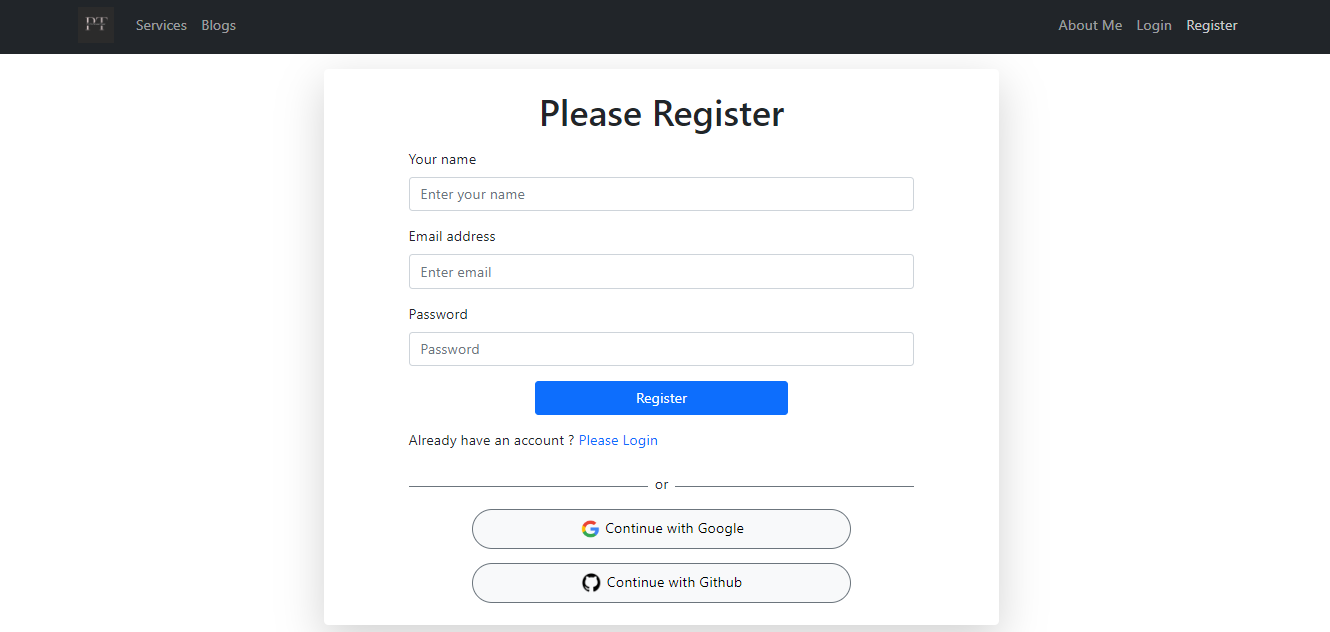 PT Services Blogs About Me Login Register
Please Register
Your name
Enter your name
Email address
Enter email
Password
Password
Register
Already have an account ? Please Login
or
Continue with Google
Continue with Github